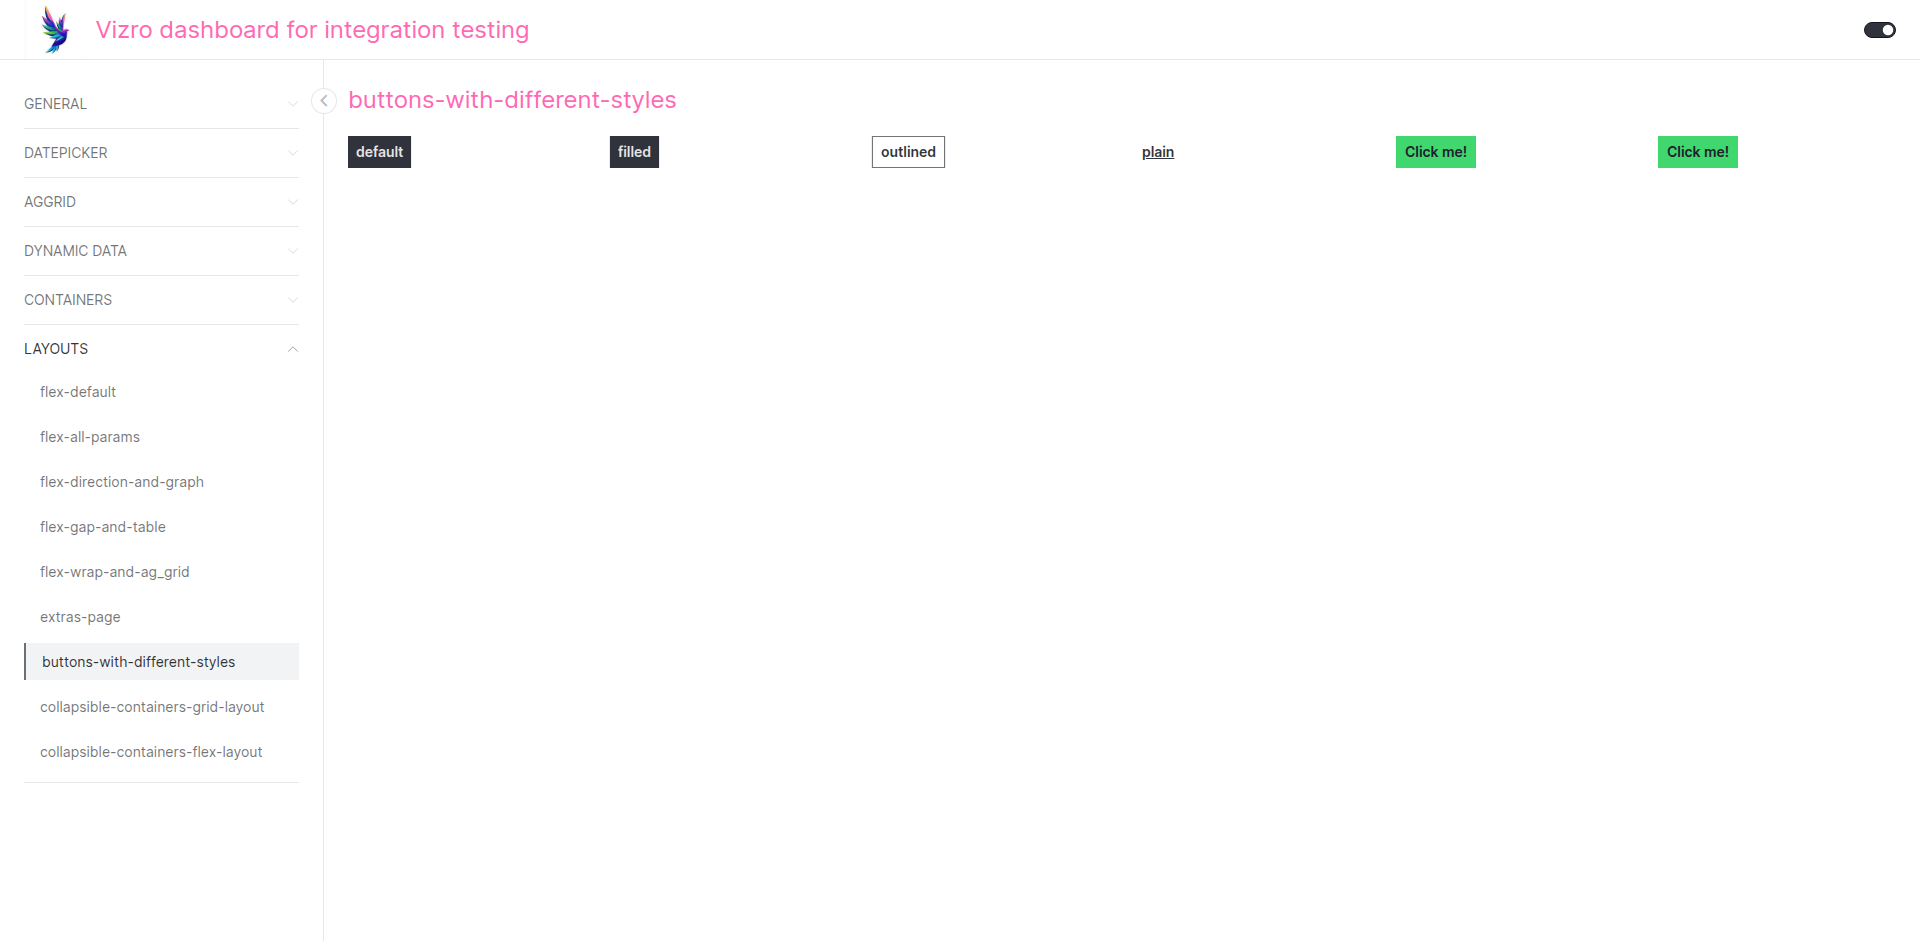 Vizro dashboard for integration testing
GENERAL
DATEPICKER
AGGRID
DYNAMIC DATA
CONTAINERS
LAYOUTS
flex-default
flex-all-params
flex-direction-and-graph
flex-gap-and-table
flex-wrap-and-ag_grid
extras-page
buttons-with-different-styles
collapsible-containers-grid-layout
collapsible-containers-flex-layout
buttons-with-different-styles
default filled outlined plain Click me! Click me!